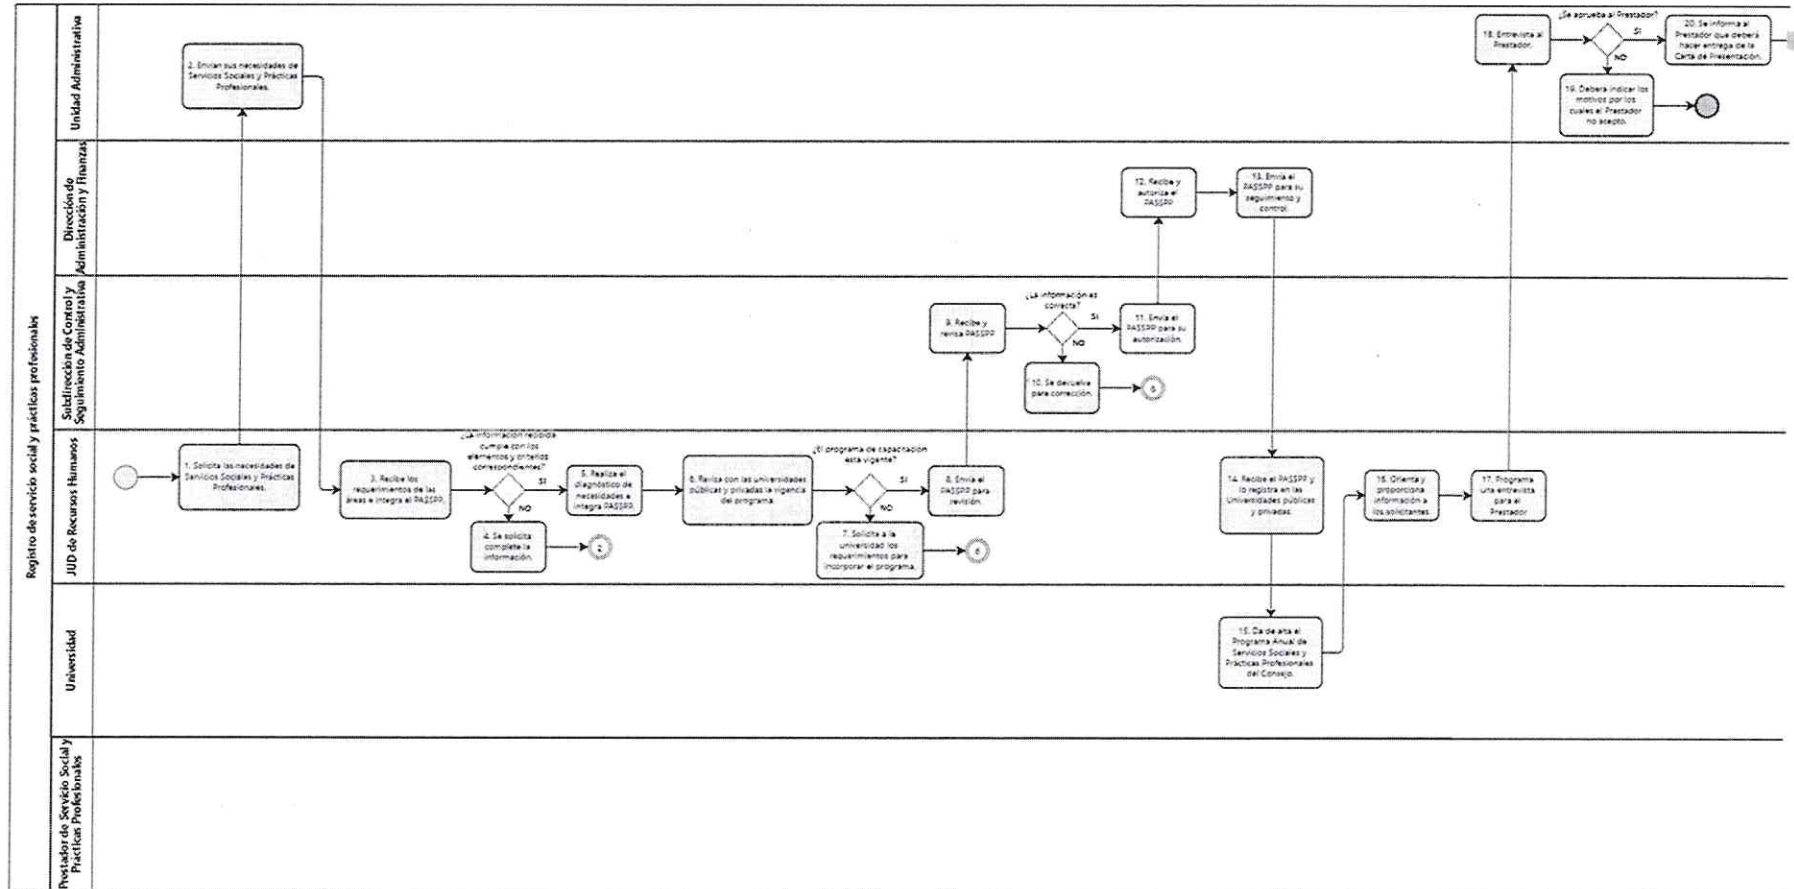 Registro de servicio social y prácticas profesionales
Unidad Administrativa
2. Envían sus necesidades de
Servicios Sociales y Prácticas
Profesionales.
18. Entrevista al
Prestador.
¿Se aprueba al Prestador?
SI
NO
20. Se informa al
Prestador que deberá
hacer entrega de la
Carta de Presentación.
19. Deberá indicar los
motivos por los
cuales el Prestador
no acepto.
Dirección de
Administración y Finanzas
12. Recibe y
autoriza el
PASSPP
13. Envía el
PASSPP para su
seguimiento y
control.
Subdirección de Control y
Seguimiento Administrativa
9. Recibe y
revisa PASSPP
¿La información es
correcta?
SI
NO
11. Envía el
PASSPP para su
autorización.
10. Se devuelve
para corrección.
6
JUD de Recursos Humanos
1. Solicita las necesidades de
Servicios Sociales y Prácticas
Profesionales.
3. Recibe los
requerimientos de las
áreas e integra el PASSPP.
¿La información recibida
cumple con los
elementos y criterios
correspondientes?
SI
NO
4. Se solicita
complete la
información.
2
5. Realiza el
diagnóstico de
necesidades e
integra PASSPP.
6. Revisa con las universidades
públicas y privadas la vigencia
del programa.
¿El programa de capacitacion
esta vigente?
SI
NO
7. Solicita a la
universidad los
requerimientos para
incorporar el programa.
6
8. Envía el
PASSPP para
revisión.
14. Recibe el PASSPP y
lo registra en las
Universidades públicas
y privadas.
16. Orienta y
proporciona
información a
los solicitantes
17. Programa
una entrevista
para el
Prestador
Universidad
15. Da de alta el
Programa Anual de
Servicios Sociales y
Prácticas Profesionales
del Consejo.
Prestador de Servicio Social y
Prácticas Profesionales